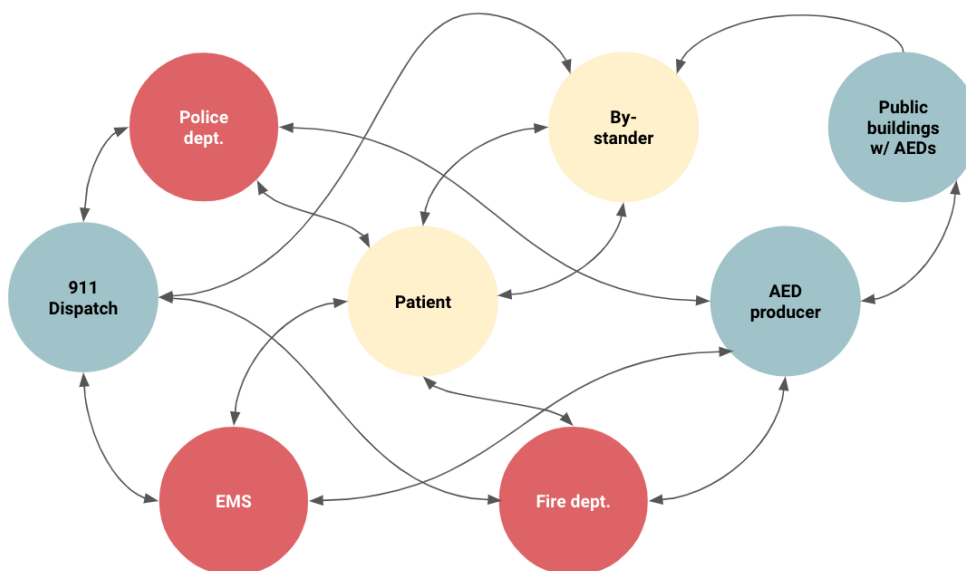 Police
dept.
By-
stander
Public
buildings
w/ AEDs
911
Dispatch
Patient
AED
producer
EMS
Fire dept.